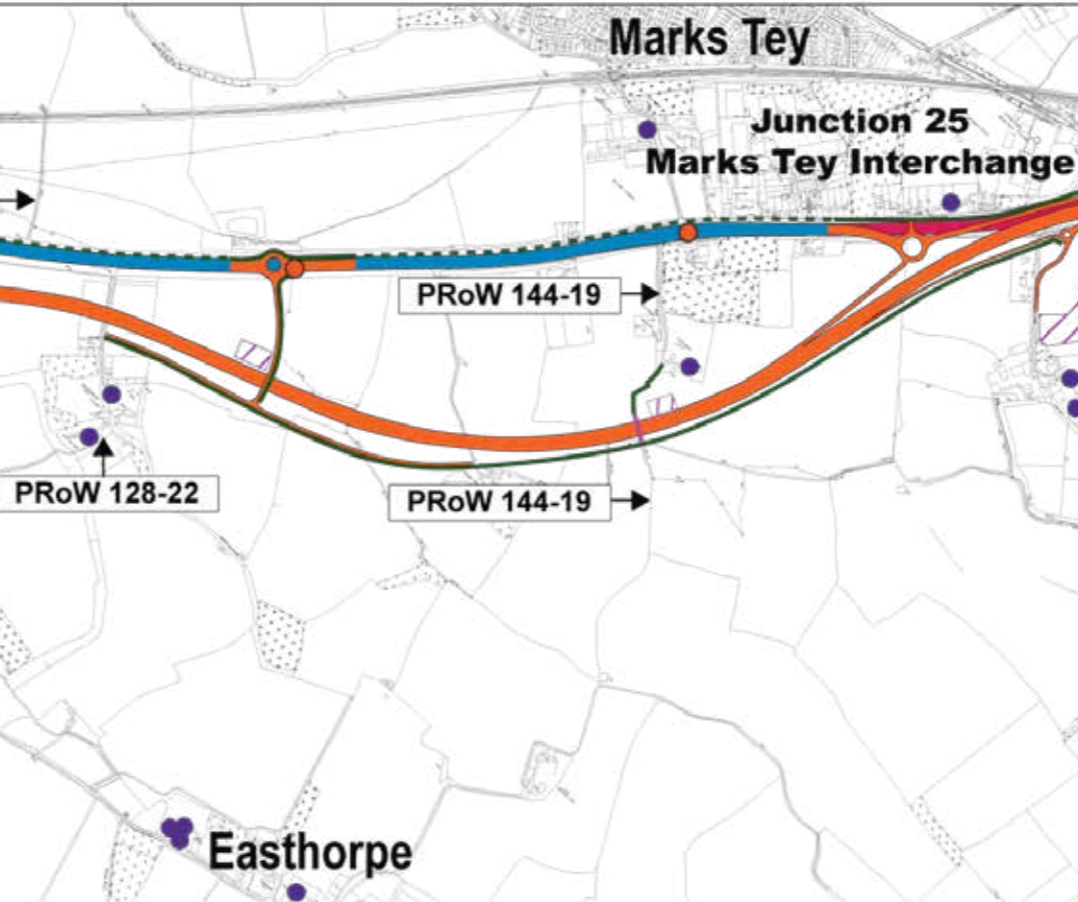 Marks Tey
Junction 25
Marks Tey Interchange
PRoW 144-19
PRoW 128-22
PRoW 144-19
Easthorpe